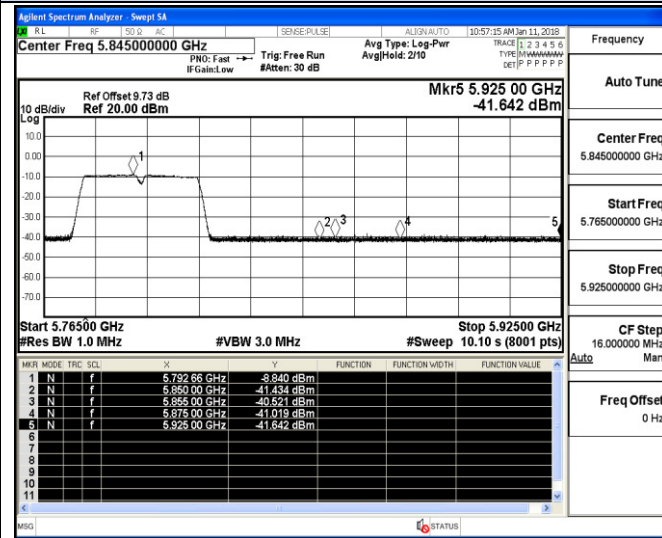 Agilent Spectrum Analyzer - Swept SA
RL RF 50 Ω AC SENSE:PULSE ALIGN AUTO 10:57:15 AM Jan 11, 2018
Center Freq 5.845000000 GHz
PNO: Fast
IFGain:Low
Trig: Free Run
#Atten: 30 dB
Avg Type: Log-Pwr
Avg|Hold: 2/10
TRACE 1 2 3 4 5 6
TYPE MWWWWW
DET P P P P P P
Ref Offset 9.73 dB
10 dB/div Ref 20.00 dBm
Log
Mkr5 5.925 00 GHz
-41.642 dBm
10.0
0.00
-10.0
-20.0
-30.0
-40.0
-50.0
-60.0
-70.0
1
2 3 4 5
Start 5.76500 GHz Stop 5.92500 GHz
#Res BW 1.0 MHz #VBW 3.0 MHz #Sweep 10.10 s (8001 pts)
MKR MODE TRC SCL X Y FUNCTION FUNCTION WIDTH FUNCTION VALUE
1 N f 5.792 66 GHz -8.840 dBm
2 N f 5.850 00 GHz -41.434 dBm
3 N f 5.855 00 GHz -40.521 dBm
4 N f 5.875 00 GHz -41.019 dBm
5 N f 5.925 00 GHz -41.642 dBm
6
7
8
9
10
11
MSG STATUS
Frequency
Auto Tune
Center Freq
5.845000000 GHz
Start Freq
5.765000000 GHz
Stop Freq
5.925000000 GHz
CF Step
16.000000 MHz
Auto Man
Freq Offset
0 Hz